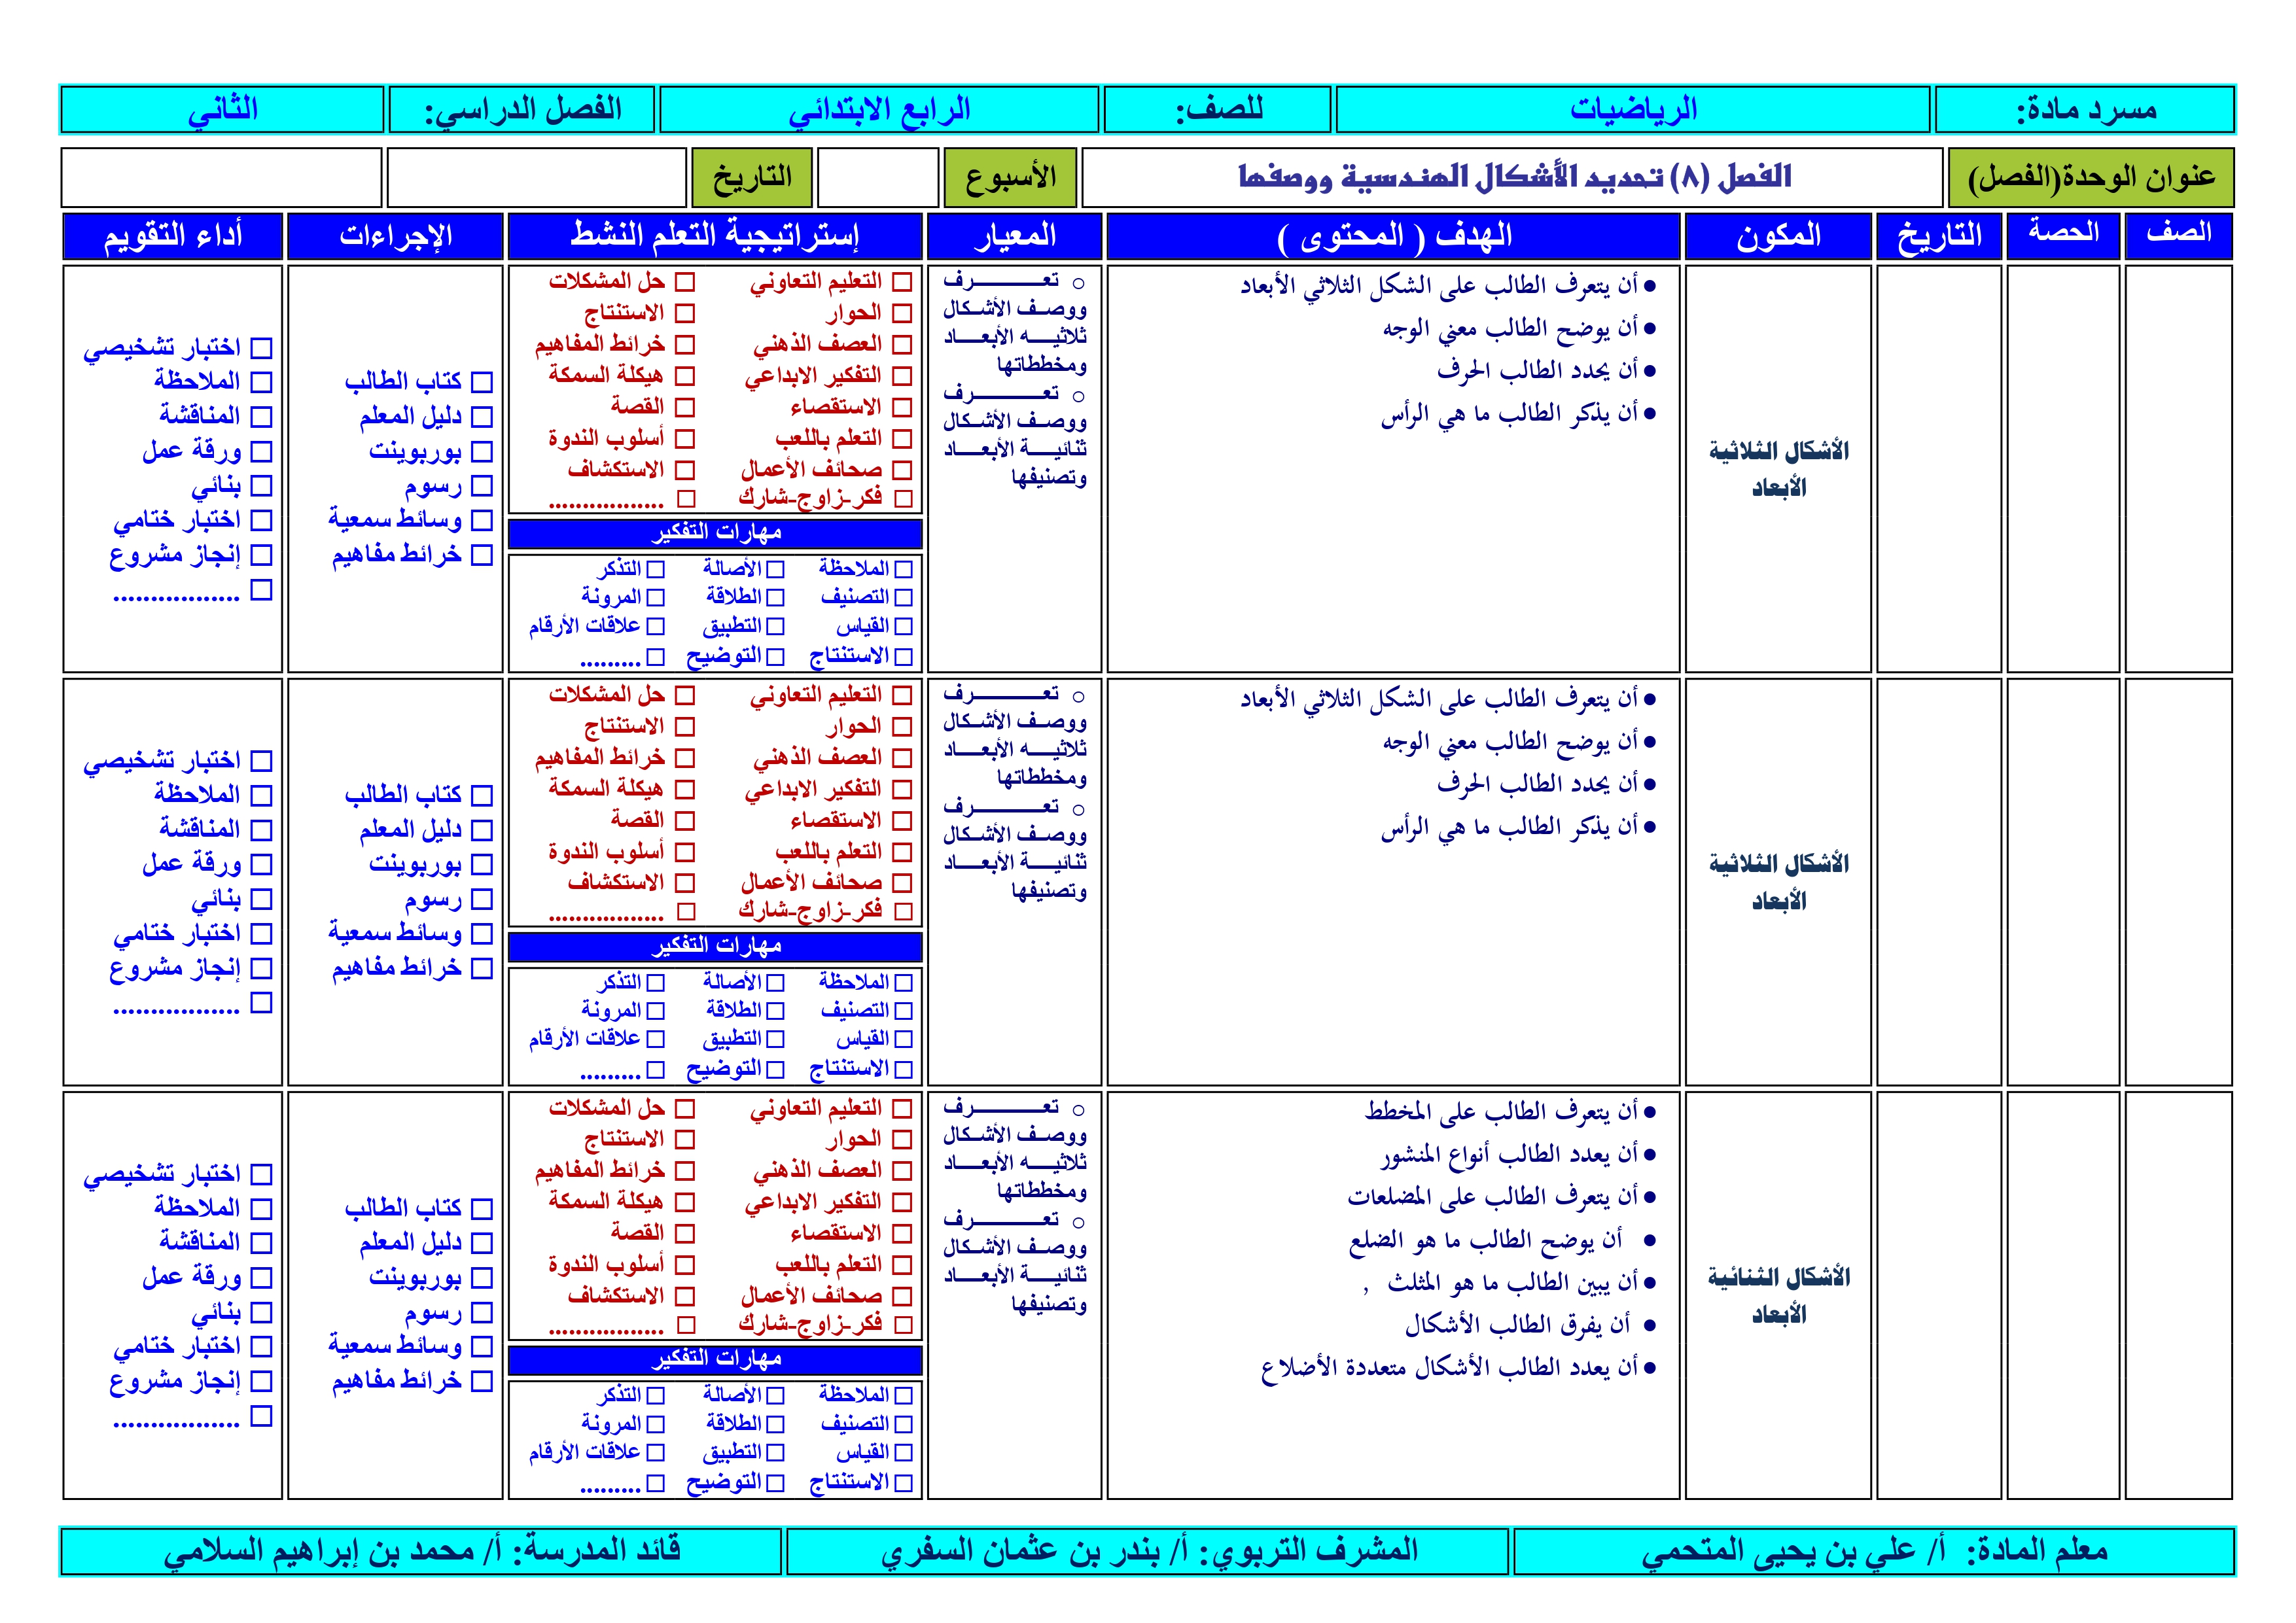 مسرد مادة: الرياضيات للصف: الرابع الابتدائي الفصل الدراسي: الثاني
عنوان الوحدة(الفصل) الفصل (٨) تحديد الأشكال الهندسية ووصفها الأسبوع التاريخ
الصف الحصة التاريخ المكون الهدف ( المحتوى ) المعيار إستراتيجية التعلم النشط الإجراءات أداء التقويم
الأشكال الثلاثية
الأبعاد
• أن يتعرف الطالب على الشكل الثلاثي الأبعاد
• أن يوضح الطالب معني الوجه
• أن يحدد الطالب الحرف
• أن يذكر الطالب ما هي الرأس
○ تعـــــــــرف
ووصف الأشكال
ثلاثيـــه الأبعـــاد
ومخططاتها
○ تعـــــــــرف
ووصف الأشكال
ثنائيـــة الأبعـــاد
وتصنيفها
☐ التعليم التعاوني ☐ حل المشكلات
☐ الحوار ☐ الاستنتاج
☐ العصف الذهني ☐ خرائط المفاهيم
☐ التفكير الابداعي ☐ هيكلة السمكة
☐ الاستقصاء ☐ القصة
☐ التعلم باللعب ☐ أسلوب الندوة
☐ صحائف الأعمال ☐ الاستكشاف
☐ فكر-زاوج-شارك ☐ .................
مهارات التفكير
☐ الملاحظة ☐ الأصالة ☐ التذكر
☐ التصنيف ☐ الطلاقة ☐ المرونة
☐ القياس ☐ التطبيق ☐ علاقات الأرقام
☐ الاستنتاج ☐ التوضيح ☐ .........
☐ كتاب الطالب
☐ دليل المعلم
☐ بوربوينت
☐ رسوم
☐ وسائط سمعية
☐ خرائط مفاهيم
☐ اختبار تشخيصي
☐ الملاحظة
☐ المناقشة
☐ ورقة عمل
☐ بنائي
☐ اختبار ختامي
☐ إنجاز مشروع
☐ .................
الأشكال الثلاثية
الأبعاد
• أن يتعرف الطالب على الشكل الثلاثي الأبعاد
• أن يوضح الطالب معني الوجه
• أن يحدد الطالب الحرف
• أن يذكر الطالب ما هي الرأس
○ تعـــــــــرف
ووصف الأشكال
ثلاثيـــه الأبعـــاد
ومخططاتها
○ تعـــــــــرف
ووصف الأشكال
ثنائيـــة الأبعـــاد
وتصنيفها
☐ التعليم التعاوني ☐ حل المشكلات
☐ الحوار ☐ الاستنتاج
☐ العصف الذهني ☐ خرائط المفاهيم
☐ التفكير الابداعي ☐ هيكلة السمكة
☐ الاستقصاء ☐ القصة
☐ التعلم باللعب ☐ أسلوب الندوة
☐ صحائف الأعمال ☐ الاستكشاف
☐ فكر-زاوج-شارك ☐ .................
مهارات التفكير
☐ الملاحظة ☐ الأصالة ☐ التذكر
☐ التصنيف ☐ الطلاقة ☐ المرونة
☐ القياس ☐ التطبيق ☐ علاقات الأرقام
☐ الاستنتاج ☐ التوضيح ☐ .........
☐ كتاب الطالب
☐ دليل المعلم
☐ بوربوينت
☐ رسوم
☐ وسائط سمعية
☐ خرائط مفاهيم
☐ اختبار تشخيصي
☐ الملاحظة
☐ المناقشة
☐ ورقة عمل
☐ بنائي
☐ اختبار ختامي
☐ إنجاز مشروع
☐ .................
الأشكال الثنائية
الأبعاد
• أن يتعرف الطالب على المخطط
• أن يعدد الطالب أنواع المنشور
• أن يتعرف الطالب على المضلعات
• أن يوضح الطالب ما هو الضلع
• أن يبين الطالب ما هو المثلث ,
• أن يفرق الطالب الأشكال
• أن يعدد الطالب الأشكال متعددة الأضلاع
○ تعـــــــــرف
ووصف الأشكال
ثلاثيـــه الأبعـــاد
ومخططاتها
○ تعـــــــــرف
ووصف الأشكال
ثنائيـــة الأبعـــاد
وتصنيفها
☐ التعليم التعاوني ☐ حل المشكلات
☐ الحوار ☐ الاستنتاج
☐ العصف الذهني ☐ خرائط المفاهيم
☐ التفكير الابداعي ☐ هيكلة السمكة
☐ الاستقصاء ☐ القصة
☐ التعلم باللعب ☐ أسلوب الندوة
☐ صحائف الأعمال ☐ الاستكشاف
☐ فكر-زاوج-شارك ☐ .................
مهارات التفكير
☐ الملاحظة ☐ الأصالة ☐ التذكر
☐ التصنيف ☐ الطلاقة ☐ المرونة
☐ القياس ☐ التطبيق ☐ علاقات الأرقام
☐ الاستنتاج ☐ التوضيح ☐ .........
☐ كتاب الطالب
☐ دليل المعلم
☐ بوربوينت
☐ رسوم
☐ وسائط سمعية
☐ خرائط مفاهيم
☐ اختبار تشخيصي
☐ الملاحظة
☐ المناقشة
☐ ورقة عمل
☐ بنائي
☐ اختبار ختامي
☐ إنجاز مشروع
☐ .................
معلم المادة: أ/ علي بن يحيى المتحمي المشرف التربوي: أ/ بندر بن عثمان السفري قائد المدرسة: أ/ محمد بن إبراهيم السلامي